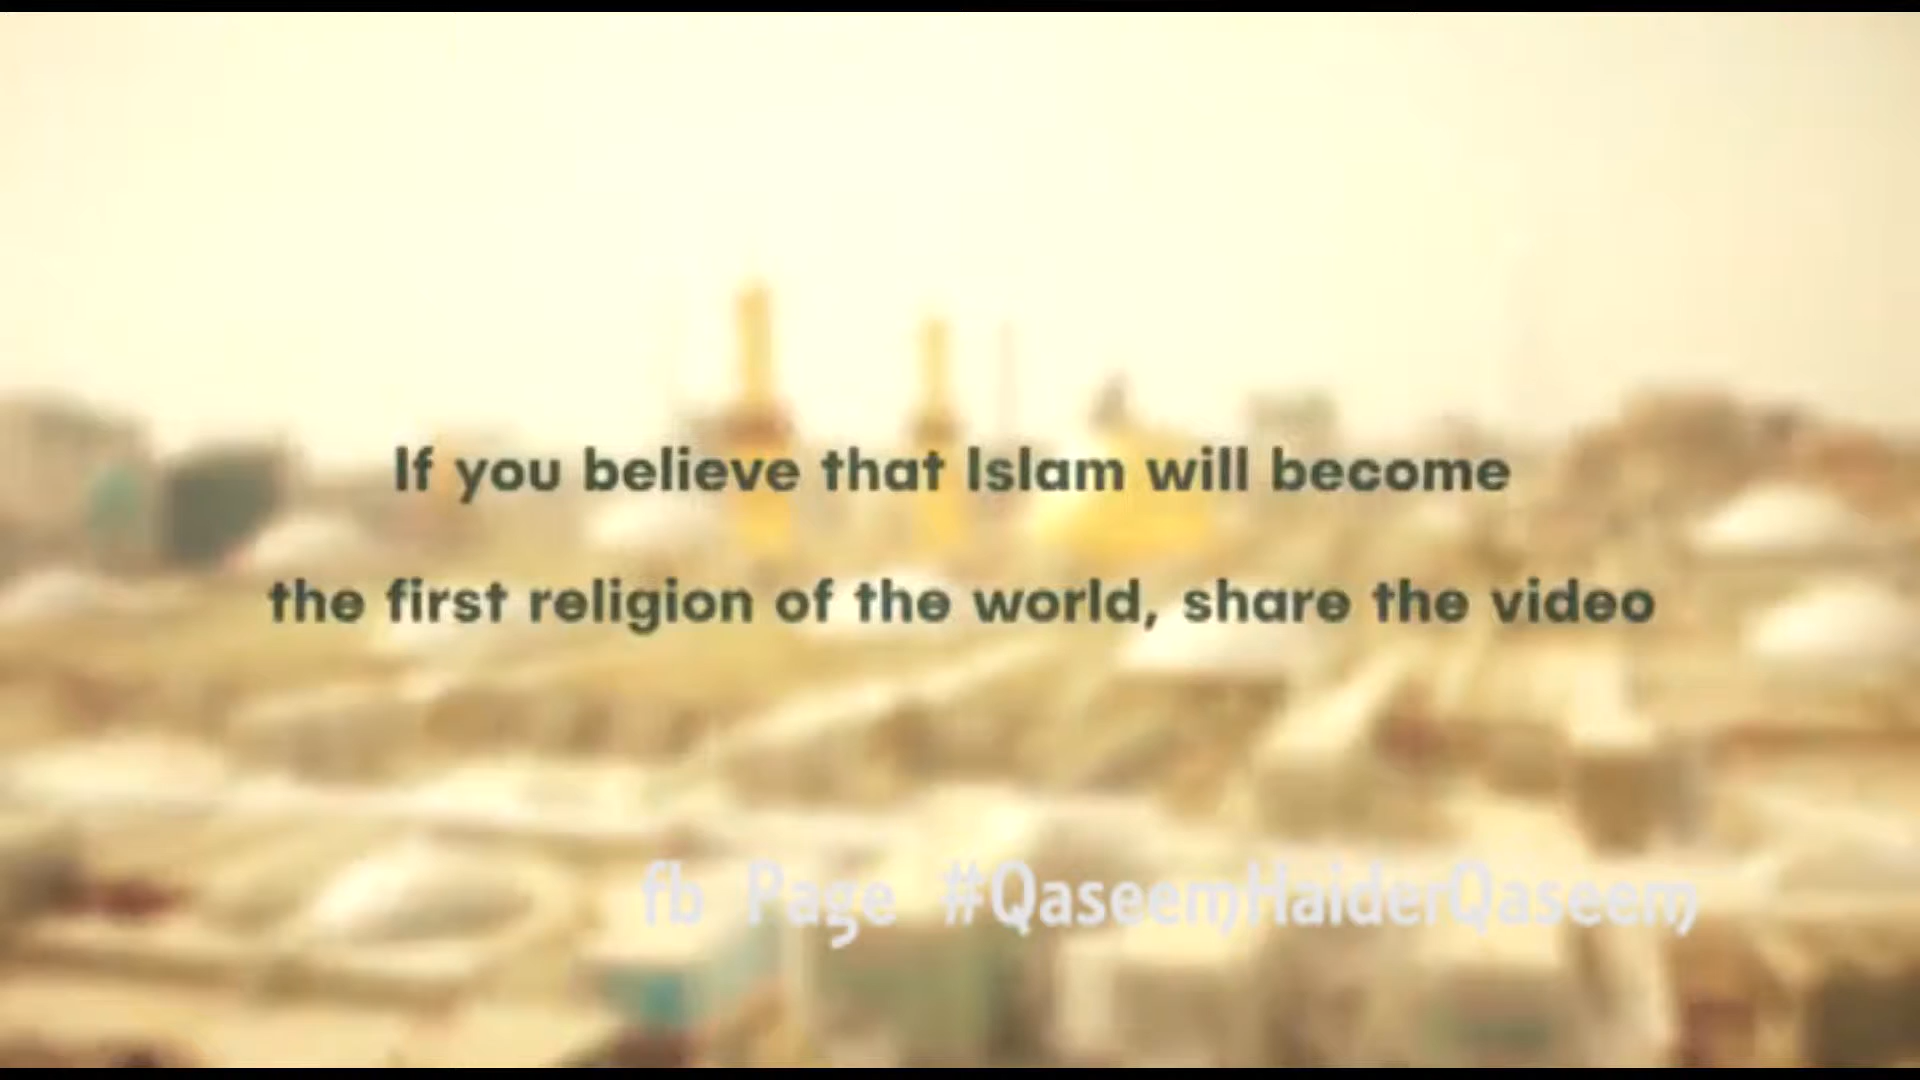 If you believe that Islam will become
the first religion of the world, share the video
fb Page #QaseemHaiderQaseem